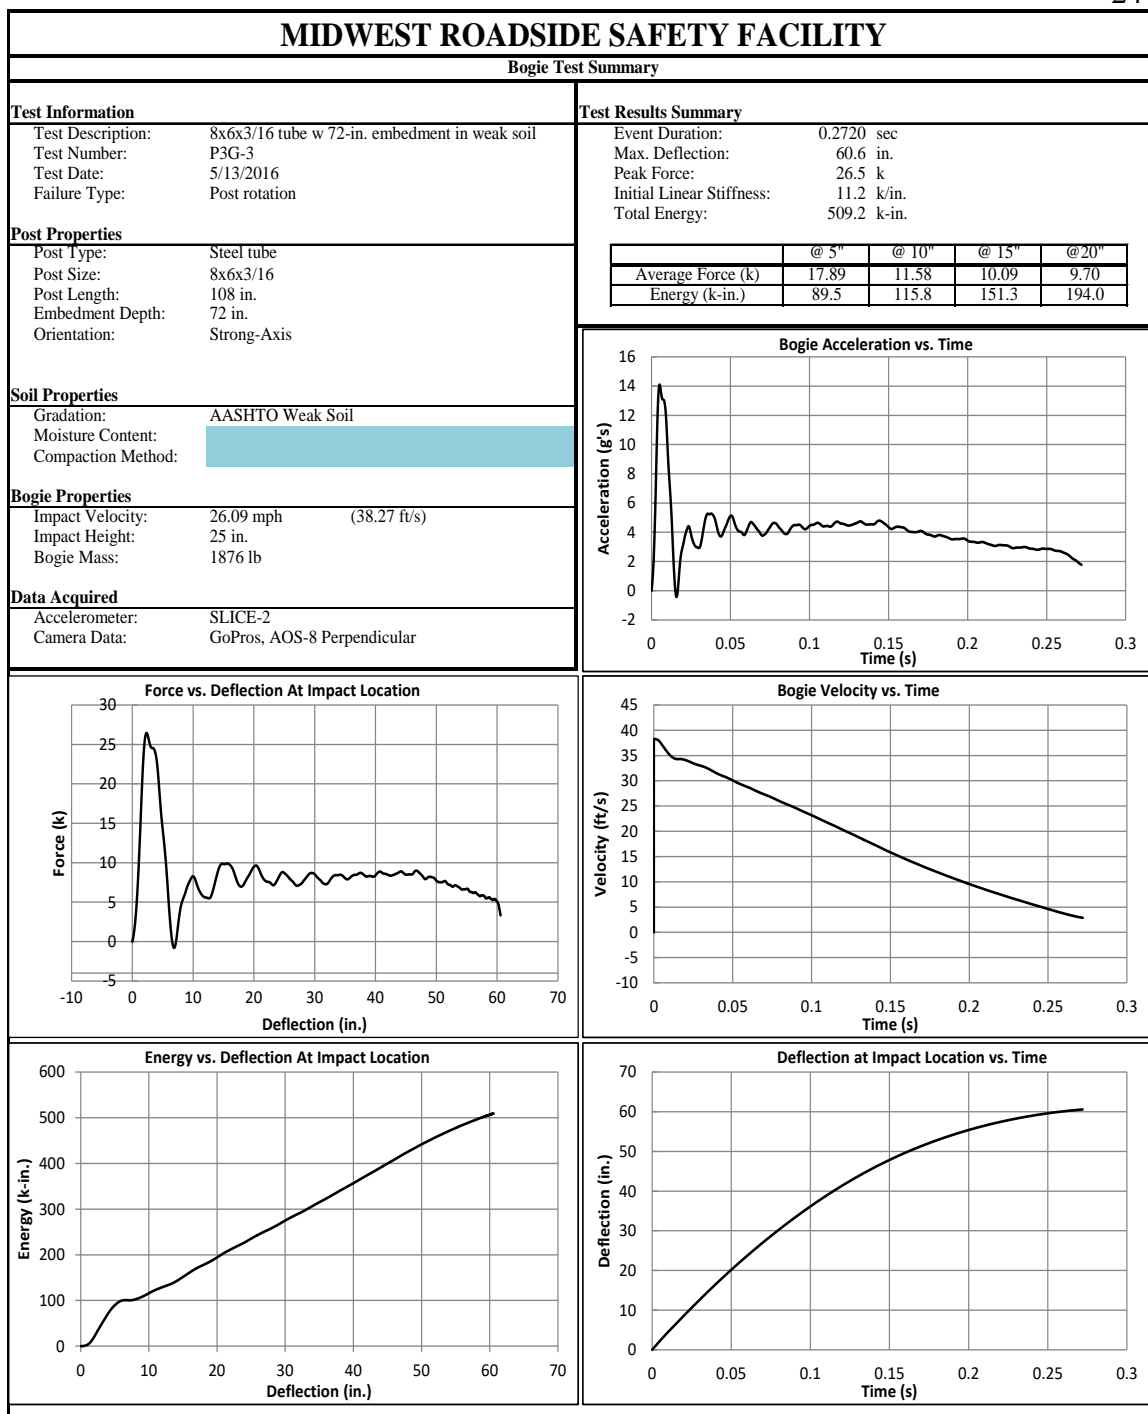 MIDWEST ROADSIDE SAFETY FACILITY
Bogie Test Summary
Test Information
Test Description: 8x6x3/16 tube w 72-in. embedment in weak soil
Test Number: P3G-3
Test Date: 5/13/2016
Failure Type: Post rotation
Post Properties
Post Type: Steel tube
Post Size: 8x6x3/16
Post Length: 108 in.
Embedment Depth: 72 in.
Orientation: Strong-Axis
Soil Properties
Gradation: AASHTO Weak Soil
Moisture Content:
Compaction Method:
Bogie Properties
Impact Velocity: 26.09 mph (38.27 ft/s)
Impact Height: 25 in.
Bogie Mass: 1876 lb
Data Acquired
Accelerometer: SLICE-2
Camera Data: GoPros, AOS-8 Perpendicular
Test Results Summary
Event Duration: 0.2720 sec
Max. Deflection: 60.6 in.
Peak Force: 26.5 k
Initial Linear Stiffness: 11.2 k/in.
Total Energy: 509.2 k-in.
@ 5" @ 10" @ 15" @20"
Average Force (k) 17.89 11.58 10.09 9.70
Energy (k-in.) 89.5 115.8 151.3 194.0
Bogie Acceleration vs. Time
Acceleration (g's)
16
14
12
10
8
6
4
2
0
-2
0 0.05 0.1 0.15 0.2 0.25 0.3
Time (s)
Force vs. Deflection At Impact Location
Force (k)
30
25
20
15
10
5
0
-5
-10 0 10 20 30 40 50 60 70
Deflection (in.)
Bogie Velocity vs. Time
Velocity (ft/s)
45
40
35
30
25
20
15
10
5
0
-5
-10
0 0.05 0.1 0.15 0.2 0.25 0.3
Time (s)
Energy vs. Deflection At Impact Location
Energy (k-in.)
600
500
400
300
200
100
0
0 10 20 30 40 50 60 70
Deflection (in.)
Deflection at Impact Location vs. Time
Deflection (in.)
70
60
50
40
30
20
10
0
0 0.05 0.1 0.15 0.2 0.25 0.3
Time (s)